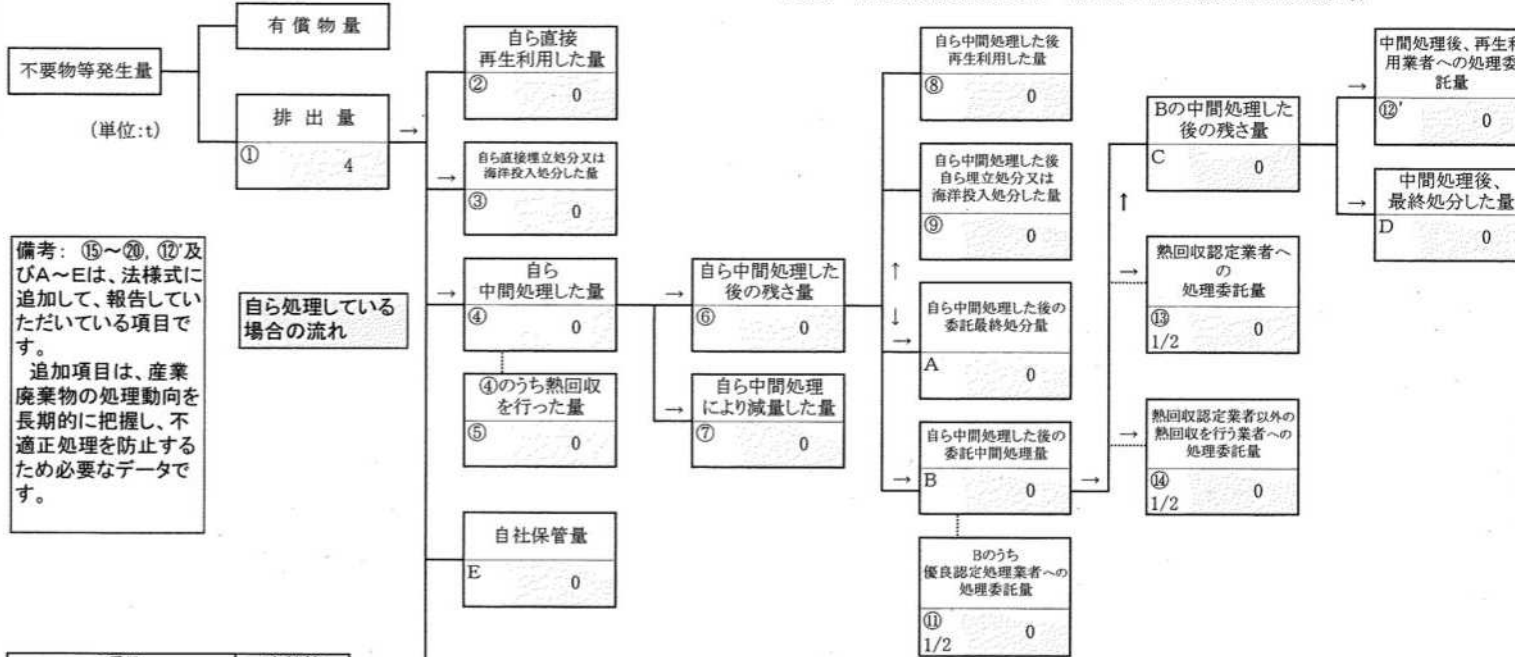 不要物等発生量
(単位:t)
有償物量
排出量
①
4
備考: ⑮～⑳, ⑫'及
びA～Eは、法様式に
追加して、報告してい
ただいている項目で
す。
追加項目は、産業
廃棄物の処理動向を
長期的に把握し、不
適正処理を防止する
ため必要なデータで
す。
自ら処理している
場合の流れ
→
自ら直接
再生利用した量
②
0
→
自ら直接埋立処分又は
海洋投入処分した量
③
0
→
自ら
中間処理した量
④
0
④のうち熱回収
を行った量
⑤
0
自社保管量
E
0
→
自ら中間処理した
後の残さ量
⑥
0
→
自ら中間処理
により減量した量
⑦
0
自ら中間処理した後
再生利用した量
⑧
0
自ら中間処理した後
自ら埋立処分又は
海洋投入処分した量
⑨
0
↑
↓
→
自ら中間処理した後の
委託最終処分量
A
0
→
自ら中間処理した後の
委託中間処理量
B
0
→
Bのうち
優良認定処理業者への
処理委託量
⑪
1/2
0
Bの中間処理した
後の残さ量
C
0
↑
→
熱回収認定業者へ
の
処理委託量
⑬
1/2
0
→
熱回収認定業者以外の
熱回収を行う業者への
処理委託量
⑭
1/2
0
→
中間処理後、再生利
用業者への処理委
託量
⑫'
0
→
中間処理後、
最終処分した量
D
0